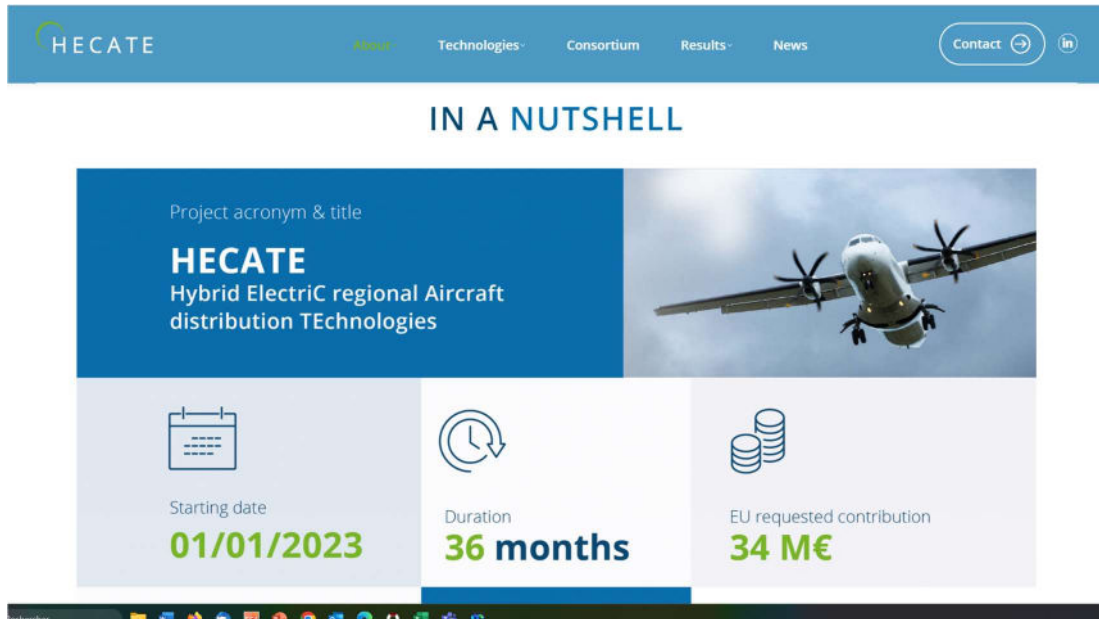 HECATE
About
Technologies
Consortium
Results
News
Contact
in
IN A NUTSHELL
Project acronym & title
HECATE
Hybrid ElectriC regional Aircraft
distribution TEchnologies
Starting date
01/01/2023
Duration
36 months
EU requested contribution
34 M€